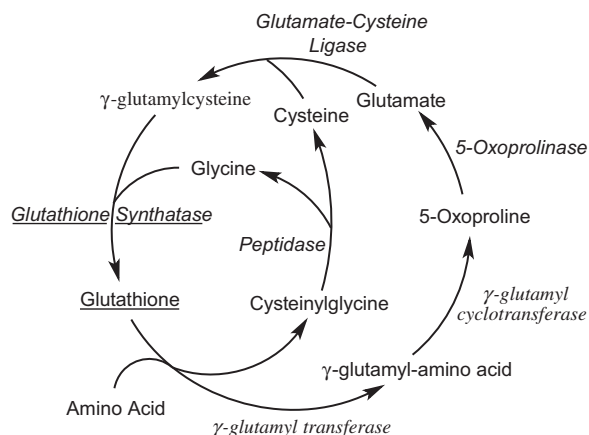 Glutamate-Cysteine
Ligase
γ-glutamylcysteine
Cysteine
Glutamate
5-Oxoprolinase
Glycine
Glutathione Synthatase
Peptidase
5-Oxoproline
Glutathione
Cysteinylglycine
γ-glutamyl
cyclotransferase
γ-glutamyl-amino acid
Amino Acid
γ-glutamyl transferase